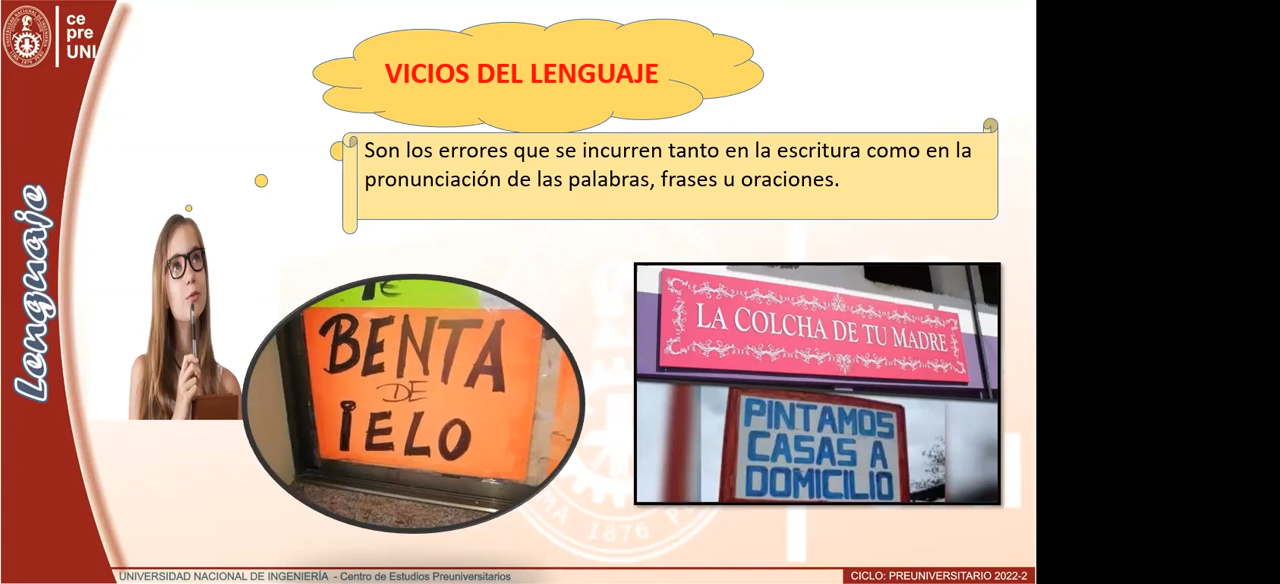 ce
pre
UNI
VICIOS DEL LENGUAJE
Son los errores que se incurren tanto en la escritura como en la
pronunciación de las palabras, frases u oraciones.
Lenguaje
BENTA
DE
IELO
LA COLCHA DE TU MADRE
PINTAMOS
CASAS A
DOMICILIO
1876
UNIVERSIDAD NACIONAL DE INGENIERÍA - Centro de Estudios Preuniversitarios
CICLO: PREUNIVERSITARIO 2022-2